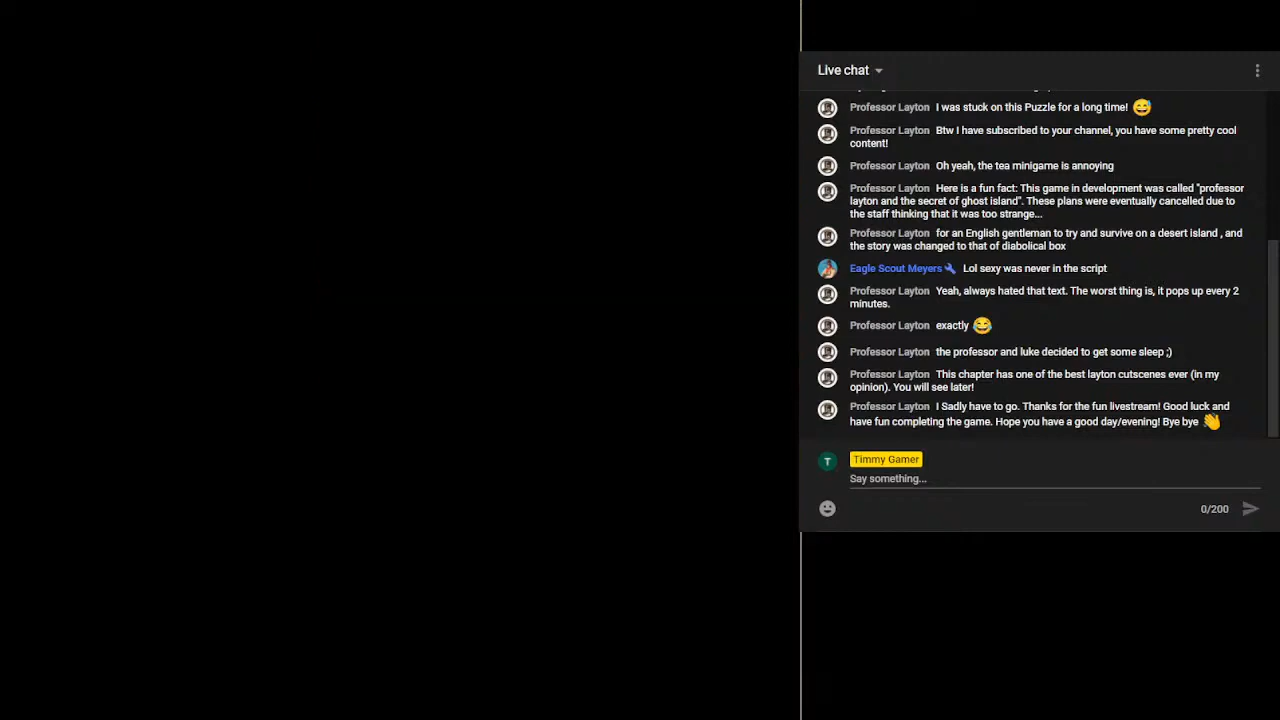 Live chat
Professor Layton I was stuck on this Puzzle for a long time! 😅
Professor Layton Btw I have subscribed to your channel, you have some pretty cool
content!
Professor Layton Oh yeah, the tea minigame is annoying
Professor Layton Here is a fun fact: This game in development was called "professor
layton and the secret of ghost island". These plans were eventually cancelled due to
the staff thinking that it was too strange...
Professor Layton for an English gentleman to try and survive on a desert island , and
the story was changed to that of diabolical box
Eagle Scout Meyers Lol sexy was never in the script
Professor Layton Yeah, always hated that text. The worst thing is, it pops up every 2
minutes.
Professor Layton exactly 😂
Professor Layton the professor and luke decided to get some sleep ;)
Professor Layton This chapter has one of the best layton cutscenes ever (in my
opinion). You will see later!
Professor Layton I Sadly have to go. Thanks for the fun livestream! Good luck and
have fun completing the game. Hope you have a good day/evening! Bye bye 👋
T Timmy Gamer
Say something...
0/200